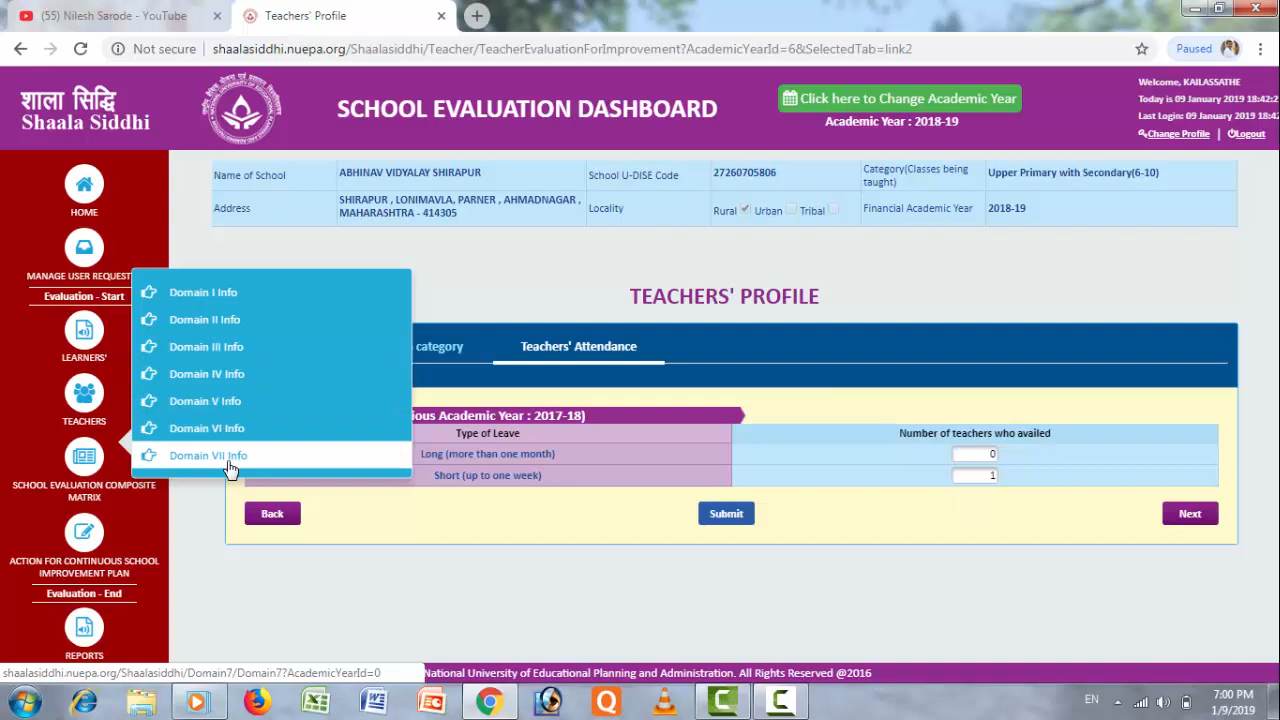 (55) Nilesh Sarode - YouTube
Teachers' Profile
Not secure
shaalasiddhi.nuepa.org/Shaalasiddhi/Teacher/TeacherEvaluationForImprovement?AcademicYearId=6&SelectedTab=link2
Paused
शाला सिद्धि
Shaala Siddhi
SCHOOL EVALUATION DASHBOARD
Click here to Change Academic Year
Academic Year : 2018-19
Welcome, KAILASSATHE
Today is 09 January 2019 18:42:2
Last Login: 09 January 2019 18:42
Change Profile | Logout
HOME
MANAGE USER REQUEST
Evaluation - Start
LEARNERS'
TEACHERS
SCHOOL EVALUATION COMPOSITE
MATRIX
ACTION FOR CONTINUOUS SCHOOL
IMPROVEMENT PLAN
Evaluation - End
REPORTS
Name of School ABHINAV VIDYALAY SHIRAPUR School U-DISE Code 27260705806 Category(Classes being taught) Upper Primary with Secondary(6-10)
Address SHIRAPUR , LONIMAVLA, PARNER , AHMADNAGAR , MAHARASHTRA - 414305 Locality Rural Urban Tribal Financial Academic Year 2018-19
Domain I Info
Domain II Info
Domain III Info
Domain IV Info
Domain V Info
Domain VI Info
Domain VII Info
TEACHERS' PROFILE
category Teachers' Attendance
ious Academic Year : 2017-18)
Type of Leave Number of teachers who availed
Long (more than one month) 0
Short (up to one week) 1
Back Submit Next
shaalasiddhi.nuepa.org/Shaalasiddhi/Domain7/Domain7?AcademicYearId=0
National University of Educational Planning and Administration. All Rights Reserved @2016
EN
7:00 PM
1/9/2019